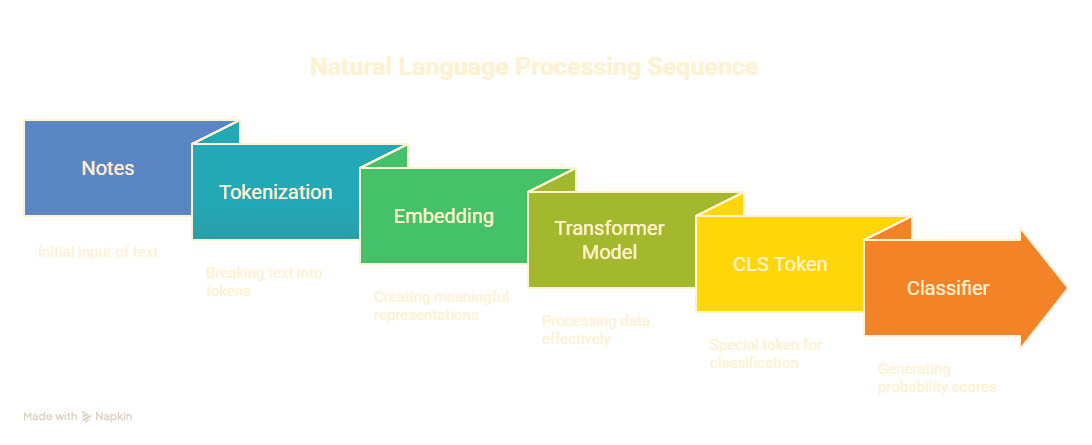 Natural Language Processing Sequence
Notes
Initial input of text
Tokenization
Breaking text into
tokens
Embedding
Creating meaningful
representations
Transformer
Model
Processing data
effectively
CLS Token
Special token for
classification
Classifier
Generating
probability scores
Made with Napkin